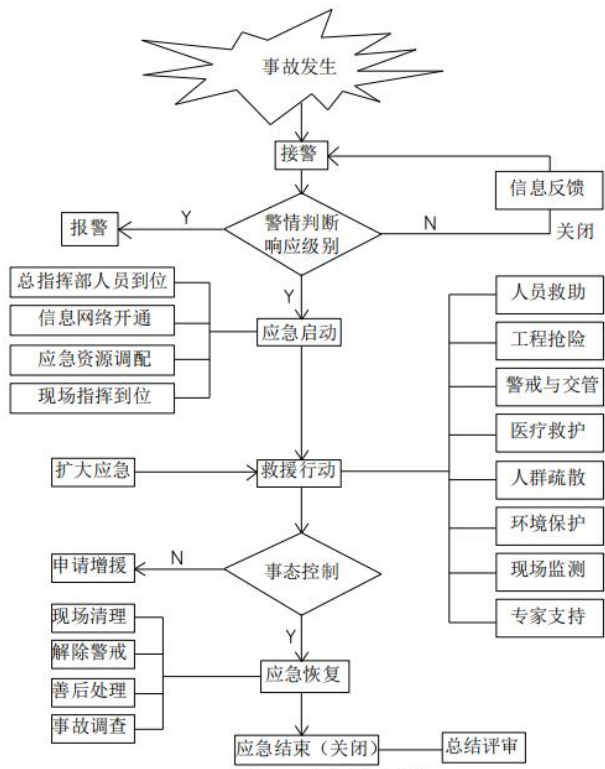 事故发生
接警
信息反馈
警情判断
响应级别
Y
报警
N
关闭
总指挥部人员到位
信息网络开通
应急资源调配
现场指挥到位
Y
应急启动
人员救助
工程抢险
警戒与交管
医疗救护
人群疏散
环境保护
现场监测
专家支持
扩大应急
救援行动
申请增援
N
事态控制
现场清理
解除警戒
善后处理
事故调查
Y
应急恢复
应急结束（关闭）
总结评审